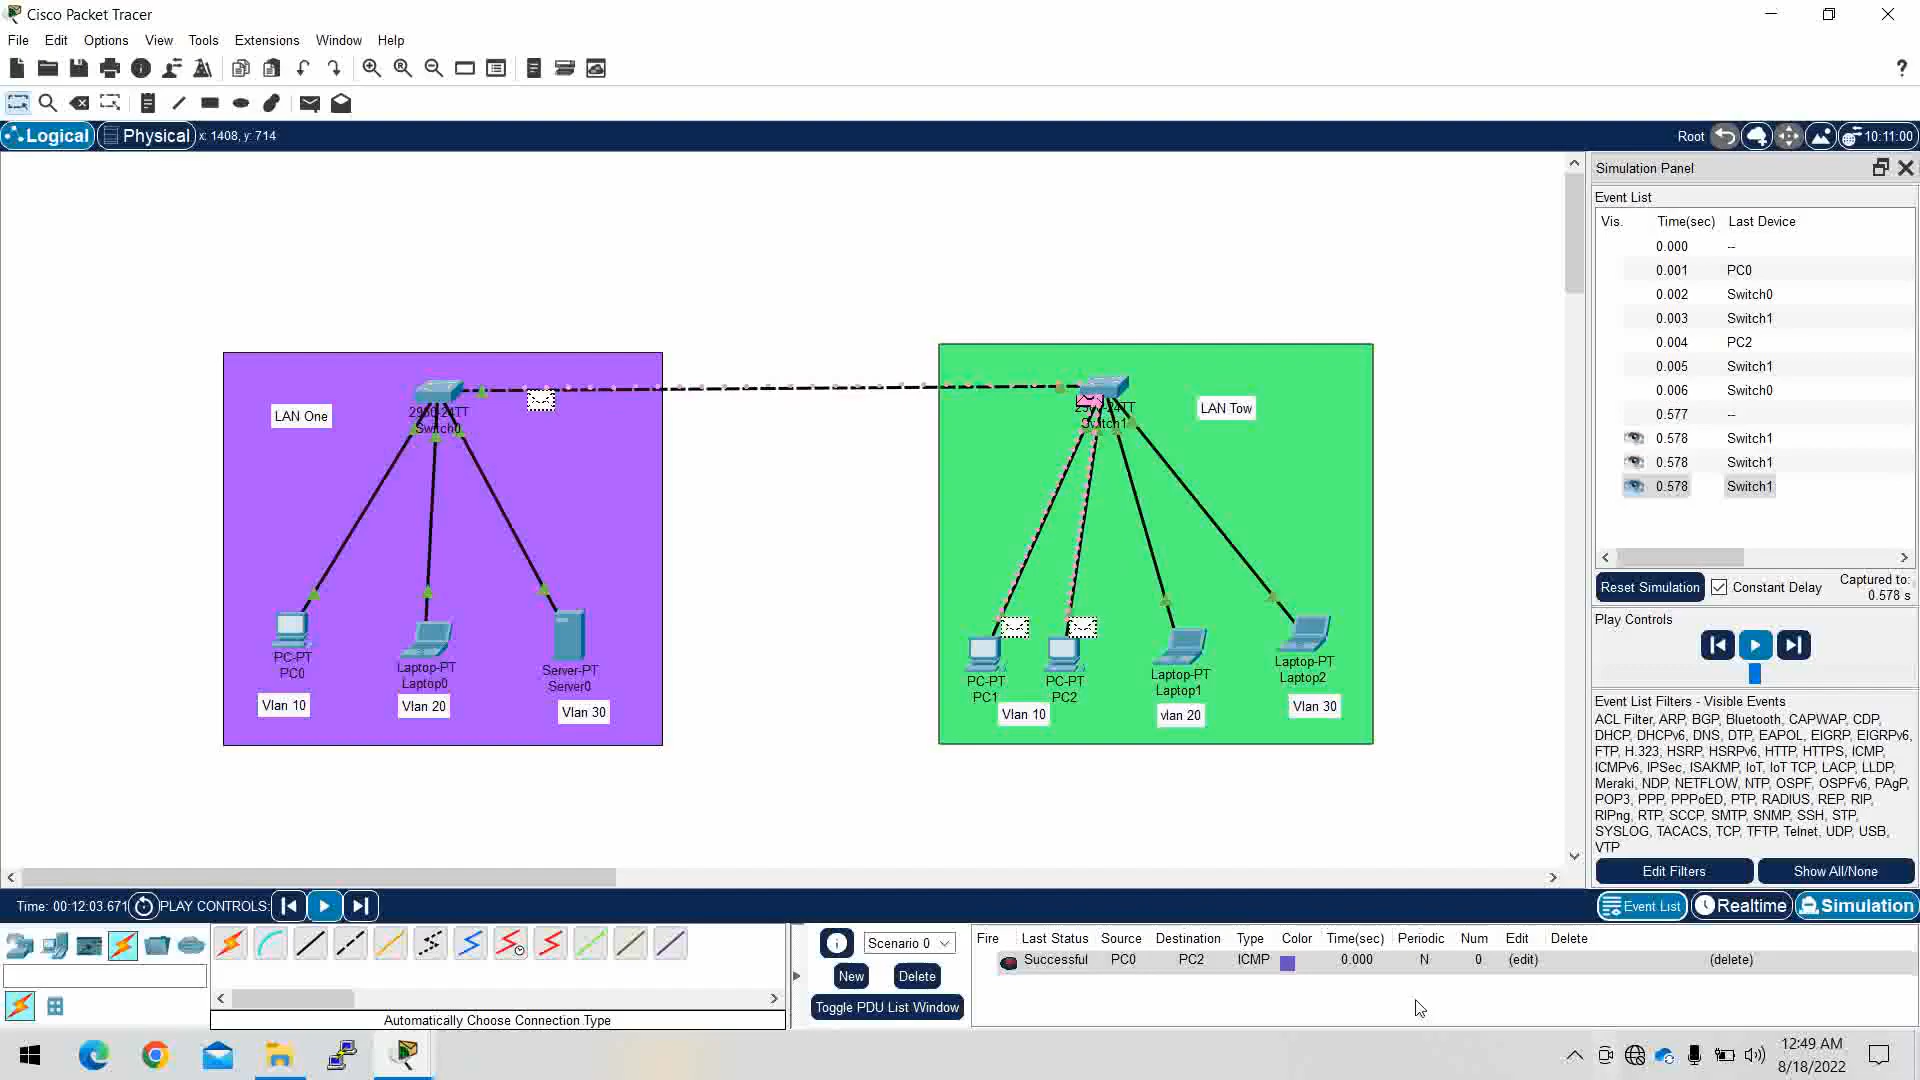 Cisco Packet Tracer
File Edit Options View Tools Extensions Window Help
?
Logical Physical x: 1408, y: 714 Root 10:11:00
LAN One
2950-24TT
Switch0
PC-PT
PC0
Vlan 10
Laptop-PT
Laptop0
Vlan 20
Server-PT
Server0
Vlan 30
LAN Tow
Switch1
PC-PT
PC1
PC-PT
PC2
Vlan 10
Laptop-PT
Laptop1
vlan 20
Laptop-PT
Laptop2
Vlan 30
Simulation Panel
Event List
Vis. Time(sec) Last Device
0.000 --
0.001 PC0
0.002 Switch0
0.003 Switch1
0.004 PC2
0.005 Switch1
0.006 Switch0
0.577 --
0.578 Switch1
0.578 Switch1
0.578 Switch1
Reset Simulation Constant Delay Captured to:
0.578 s
Play Controls
Event List Filters - Visible Events
ACL Filter, ARP, BGP, Bluetooth, CAPWAP, CDP,
DHCP, DHCPv6, DNS, DTP, EAPOL, EIGRP, EIGRPv6,
FTP, H.323, HSRP, HSRPv6, HTTP, HTTPS, ICMP,
ICMPv6, IPSec, ISAKMP, IoT, IoT TCP, LACP, LLDP,
Meraki, NDP, NETFLOW, NTP, OSPF, OSPFv6, PAgP,
POP3, PPP, PPPoED, PTP, RADIUS, REP, RIP,
RIPng, RTP, SCCP, SMTP, SNMP, SSH, STP,
SYSLOG, TACACS, TCP, TFTP, Telnet, UDP, USB,
VTP
Edit Filters Show All/None
Time: 00:12:03.671 PLAY CONTROLS: Event List Realtime Simulation
Automatically Choose Connection Type
Scenario 0
New Delete
Toggle PDU List Window
Fire Last Status Source Destination Type Color Time(sec) Periodic Num Edit Delete
Successful PC0 PC2 ICMP 0.000 N 0 (edit) (delete)
12:49 AM
8/18/2022